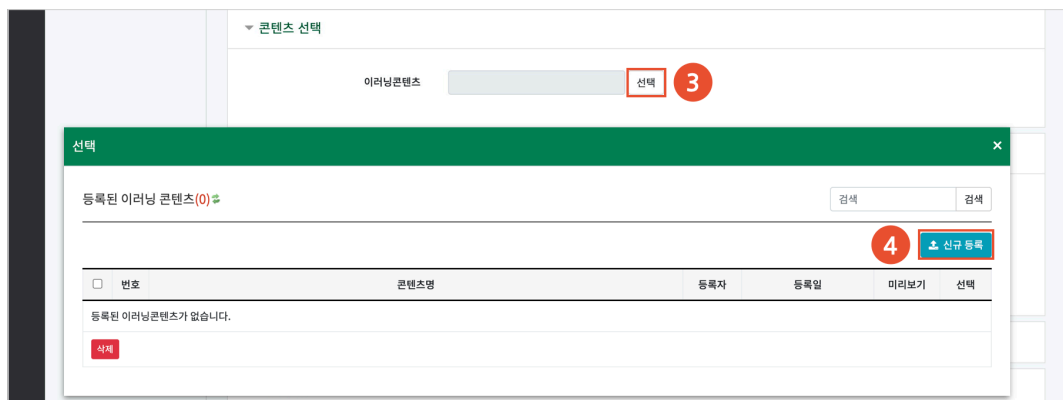 콘텐츠 선택
이러닝콘텐츠 선택 3
선택 ×
등록된 이러닝 콘텐츠(0) 검색 검색
4 신규 등록
번호 콘텐츠명 등록자 등록일 미리보기 선택
등록된 이러닝콘텐츠가 없습니다.
삭제